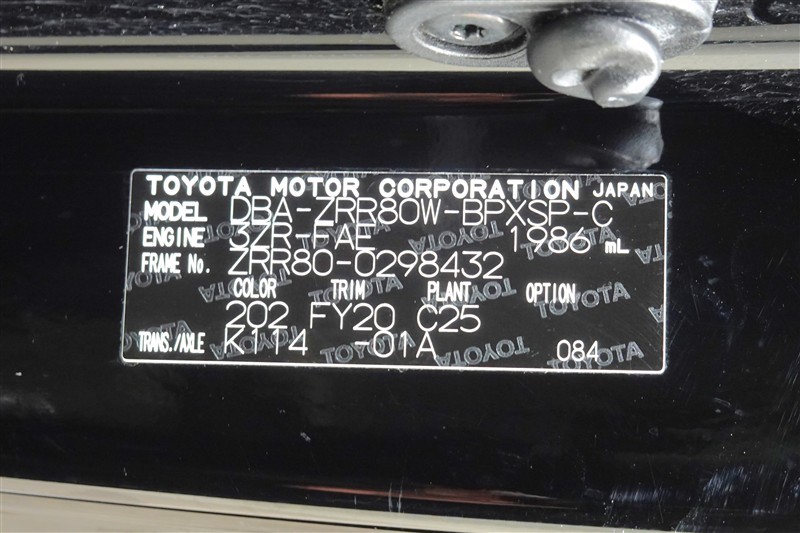 TOYOTA MOTOR CORPORATION JAPAN
MODEL DBA-ZRR80W-BPXSP-C
ENGINE 3ZR-FAE 1986 mL
FRAME No. ZRR80-0298432
COLOR TRIM PLANT OPTION
202 FY20 C25
TRANS./AXLE K114 -01A 084